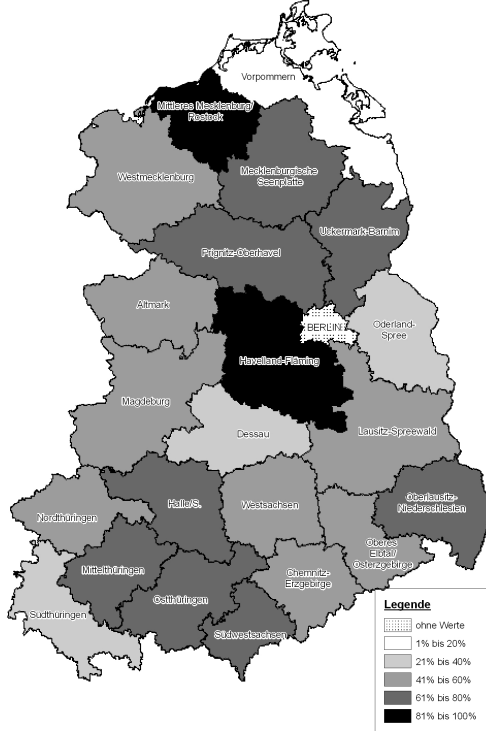 Vorpommern
Mittleres Mecklenburg/
Rostock
Mecklenburgische
Seenplatte
Westmecklenburg
Uckermark-Barnim
Prignitz-Oberhavel
Altmark
BERLIN
Oderland-
Spree
Havelland-Fläming
Magdeburg
Dessau
Lausitz-Spreewald
Halle/S.
Westsachsen
Oberlausitz-
Niederschlesien
Nordthüringen
Oberes
Elbtal/
Osterzgebirge
Mittelthüringen
Chemnitz-
Erzgebirge
Ostthüringen
Südthüringen
Südwestsachsen
Legende
ohne Werte
1% bis 20%
21% bis 40%
41% bis 60%
61% bis 80%
81% bis 100%